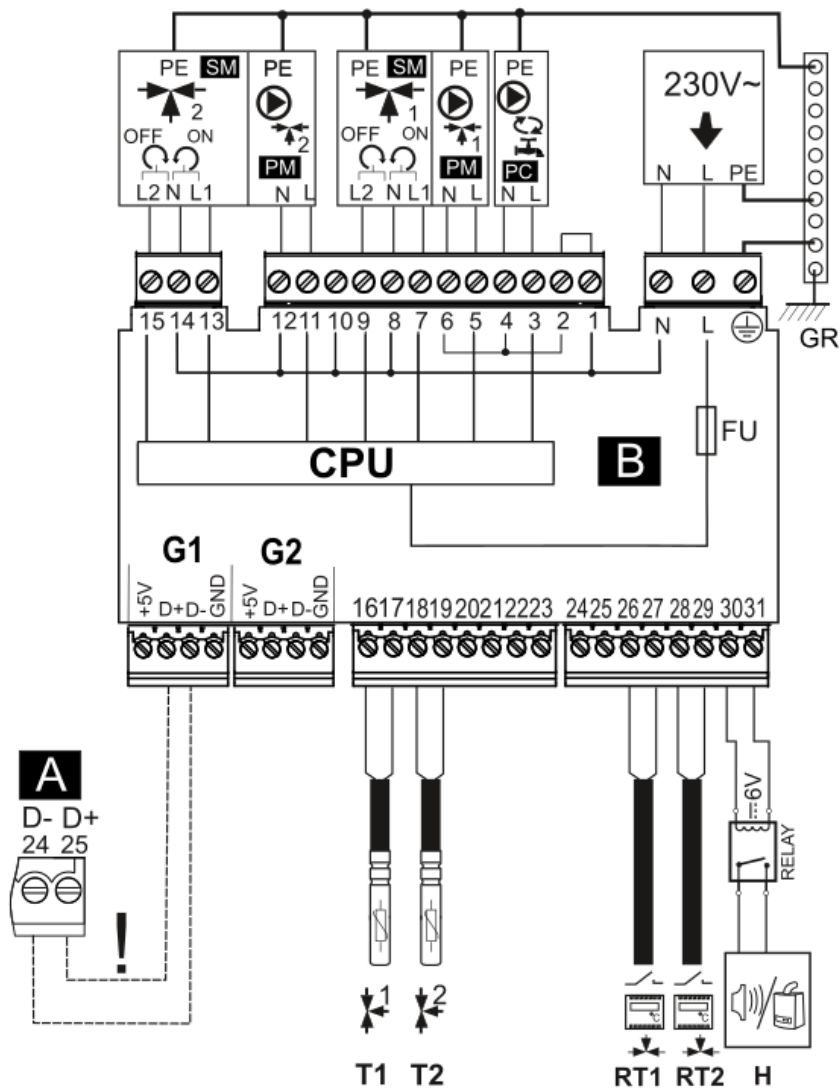 PE SM PE PE SM PE PE
2 2 1 1
OFF ON OFF ON
PM PM PC
L2 N L1 N L L2 N L1 N L N L
230V~
N L PE
GR
15 14 13 12 11 10 9 8 7 6 5 4 3 2 1 N L
FU
CPU B
G1 G2
+5V D+ D- GND +5V D+ D- GND
16 17 18 19 20 21 22 23 24 25 26 27 28 29 30 31
A
D- D+
24 25
!
6V
RELAY
1 2
°C °C
T1 T2 RT1 RT2 H